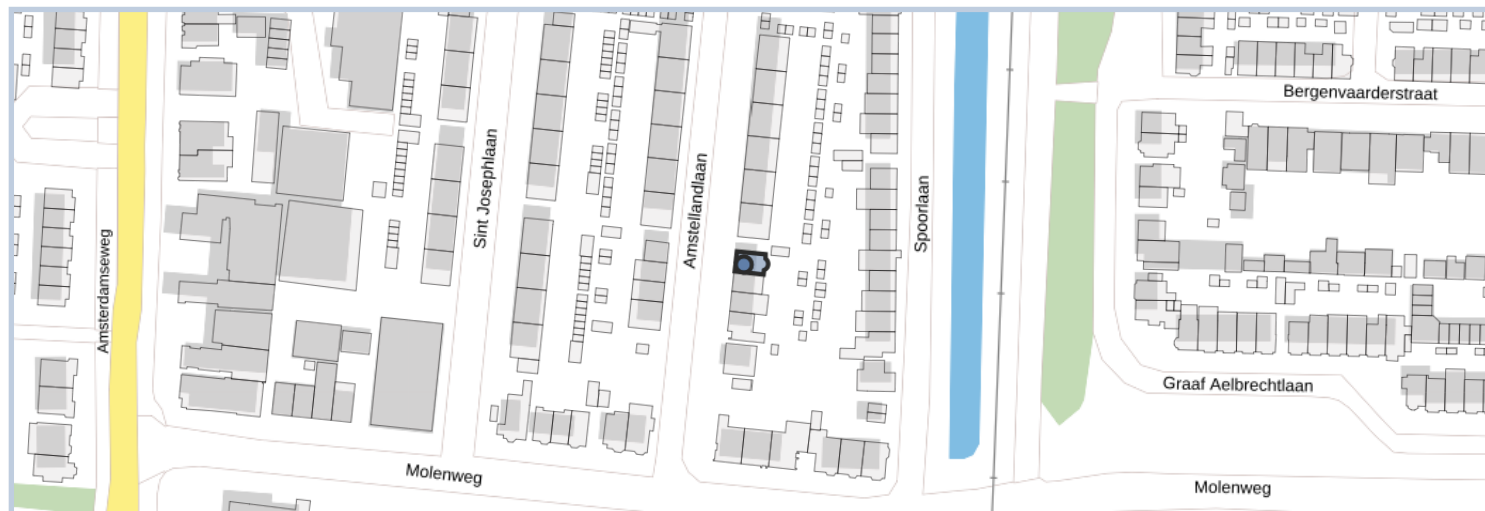 Bergenvaarderstraat
Sint Josephlaan
Amstellandlaan
Spoorlaan
Amsterdamseweg
Graaf Aelbrechtlaan
Molenweg
Molenweg